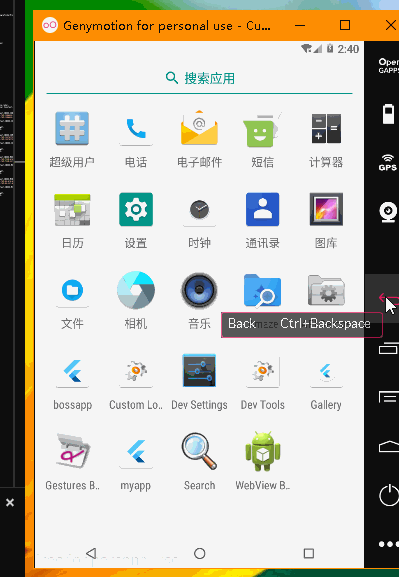 Genymotion for personal use - Cu...
2:40
搜索应用
Open
GAPPS
超级用户 电话 电子邮件 短信 计算器
GPS
日历 设置 时钟 通讯录 图库
文件 相机 音乐
Back Ctrl+Backspace
bossapp Custom Lo.. Dev Settings Dev Tools Gallery
Gestures B.. myapp Search WebView B..